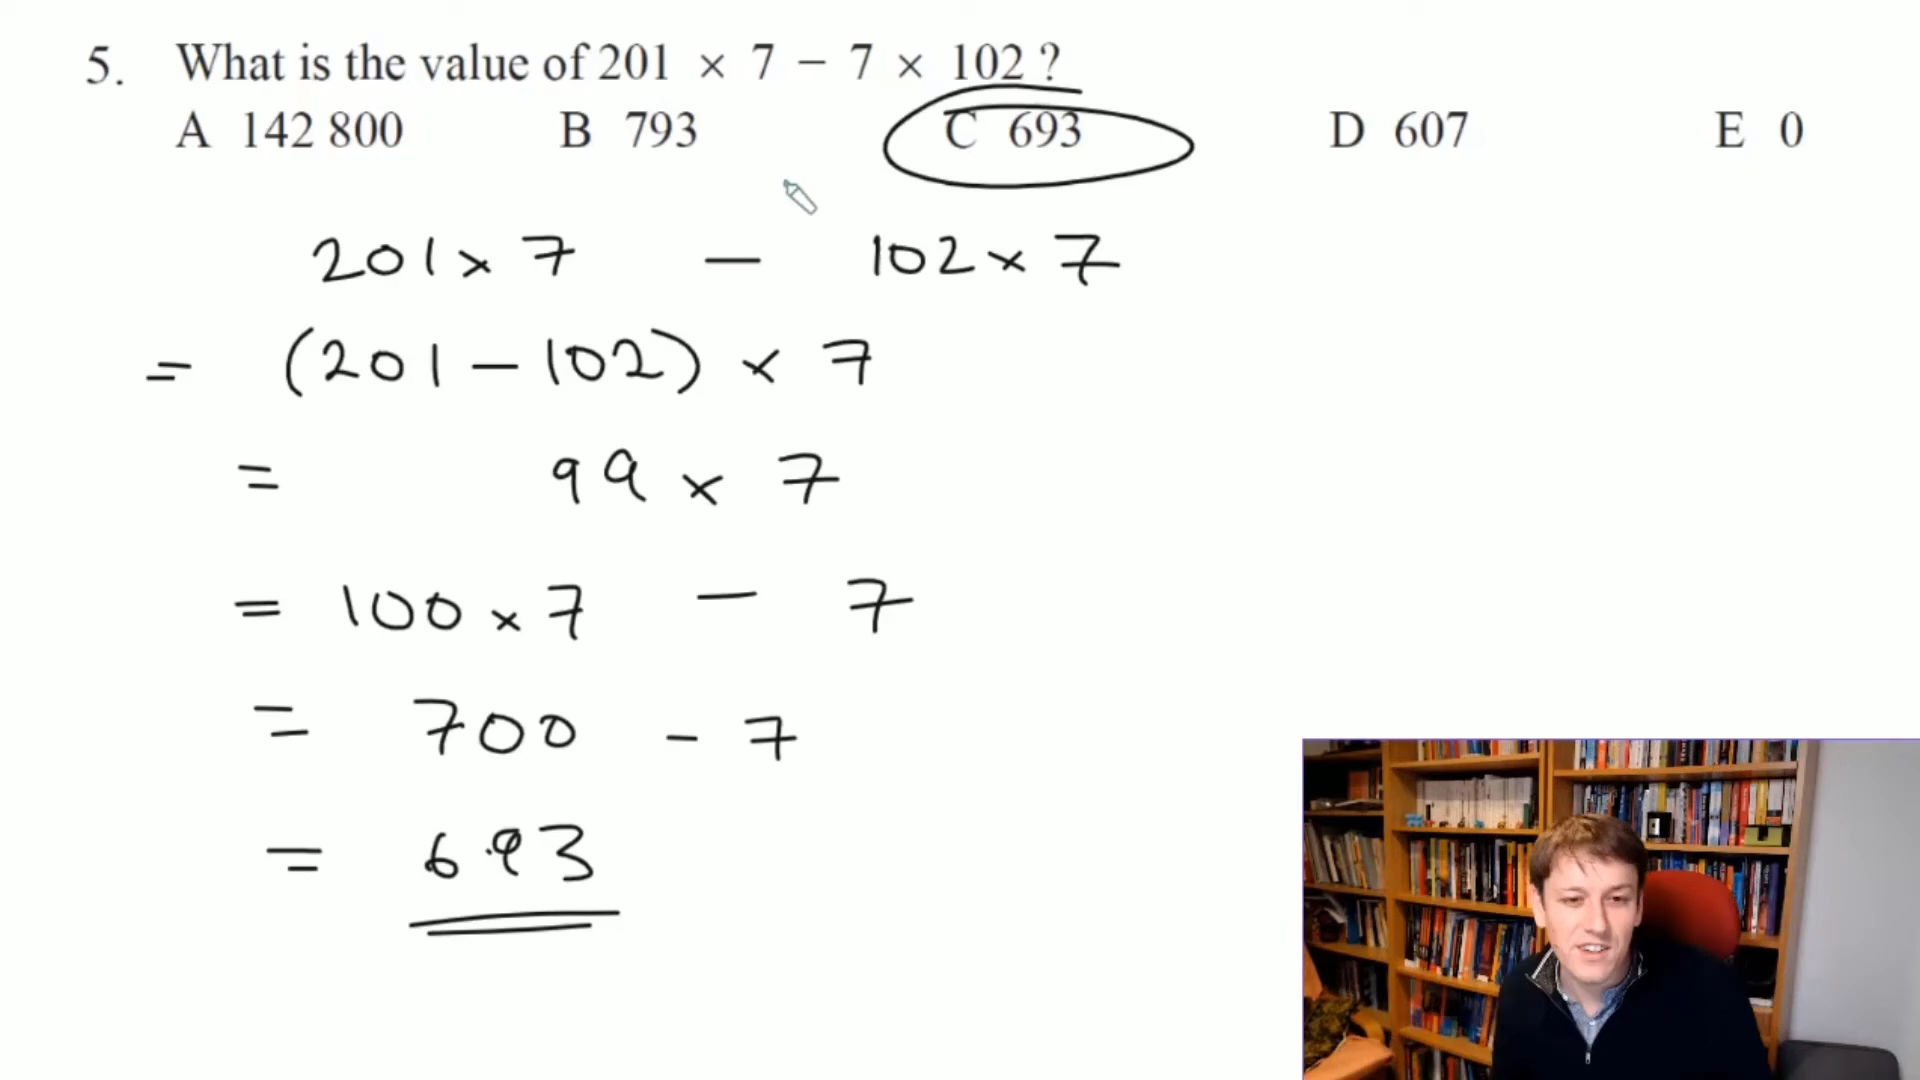 5. What is the value of 201 × 7 − 7 × 102 ?
A 142 800 B 793 C 693 D 607 E 0
201 × 7 − 102 × 7
= (201 − 102) × 7
= 99 × 7
= 100 × 7 − 7
= 700 − 7
= 693